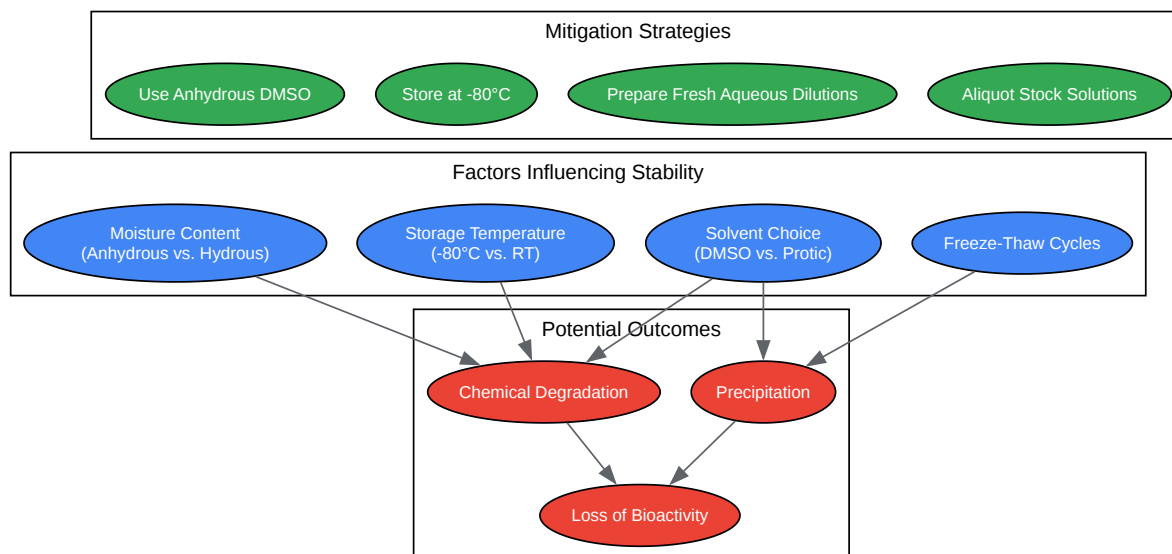 Mitigation Strategies
Use Anhydrous DMSO
Store at -80°C
Prepare Fresh Aqueous Dilutions
Aliquot Stock Solutions
Factors Influencing Stability
Moisture Content
(Anhydrous vs. Hydrous)
Storage Temperature
(-80°C vs. RT)
Solvent Choice
(DMSO vs. Protic)
Freeze-Thaw Cycles
Potential Outcomes
Chemical Degradation
Precipitation
Loss of Bioactivity